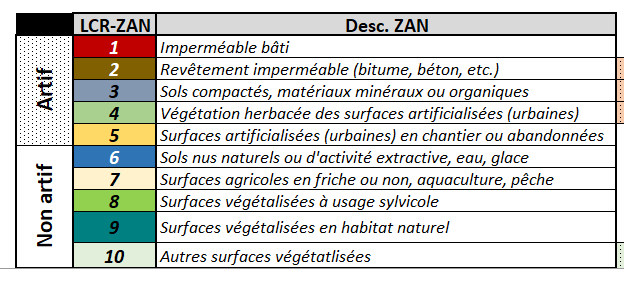 LCR-ZAN Desc. ZAN
Artif
1 Imperméable bâti
2 Revêtement imperméable (bitume, béton, etc.)
3 Sols compactés, matériaux minéraux ou organiques
4 Végétation herbacée des surfaces artificialisées (urbaines)
5 Surfaces artificialisées (urbaines) en chantier ou abandonnées
Non artif
6 Sols nus naturels ou d'activité extractive, eau, glace
7 Surfaces agricoles en friche ou non, aquaculture, pêche
8 Surfaces végétalisées à usage sylvicole
9 Surfaces végétalisées en habitat naturel
10 Autres surfaces végétatlisées